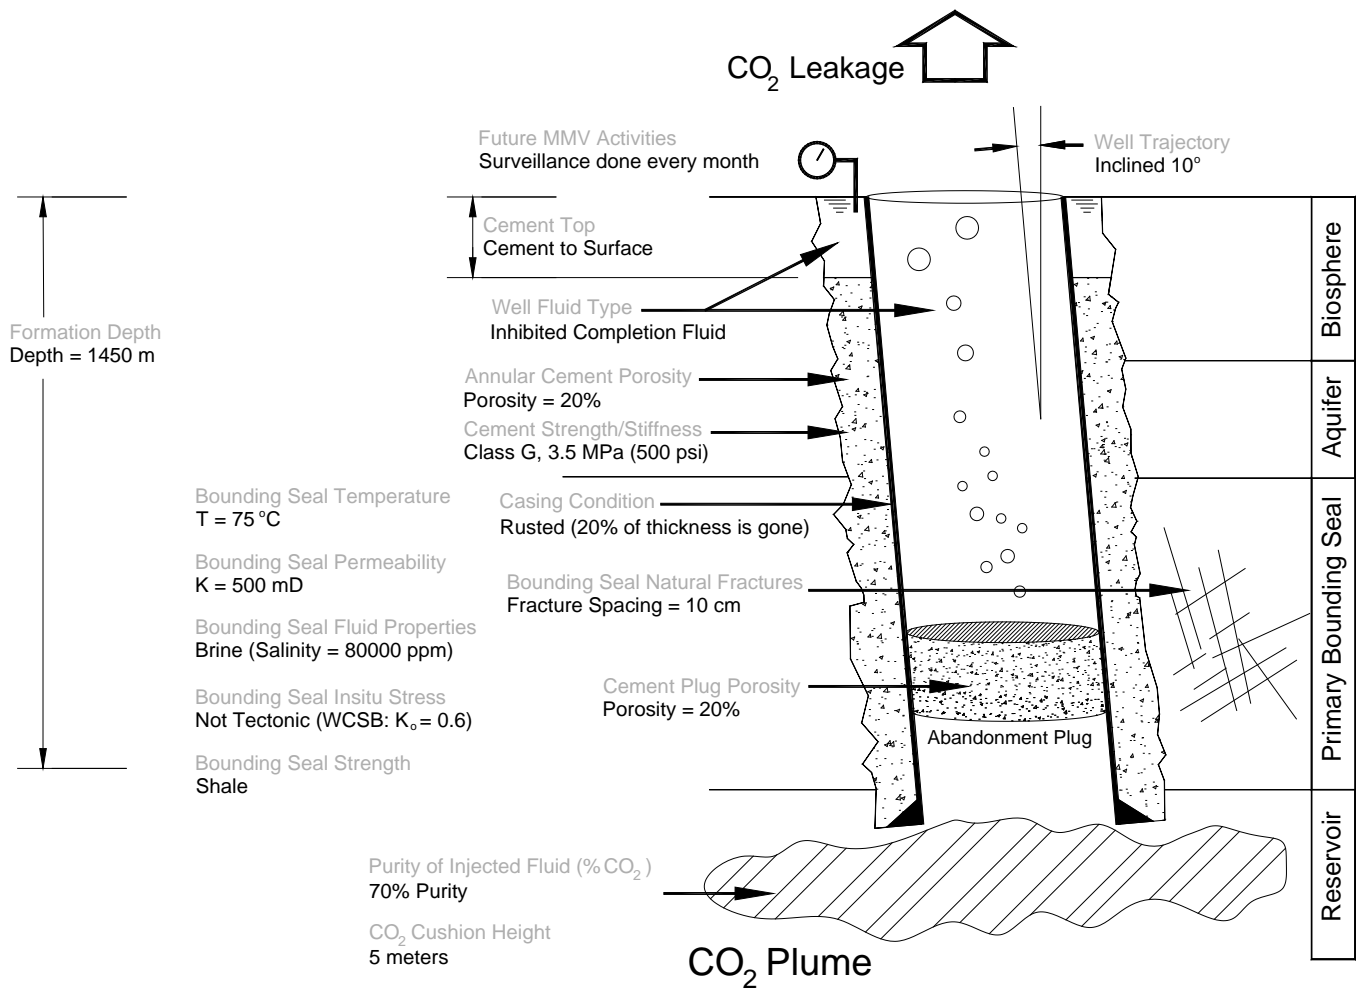 CO2 Leakage
Future MMV Activities
Surveillance done every month
Well Trajectory
Inclined 10°
Cement Top
Cement to Surface
Well Fluid Type
Inhibited Completion Fluid
Formation Depth
Depth = 1450 m
Annular Cement Porosity
Porosity = 20%
Cement Strength/Stiffness
Class G, 3.5 MPa (500 psi)
Bounding Seal Temperature
T = 75 °C
Casing Condition
Rusted (20% of thickness is gone)
Bounding Seal Permeability
K = 500 mD
Bounding Seal Natural Fractures
Fracture Spacing = 10 cm
Bounding Seal Fluid Properties
Brine (Salinity = 80000 ppm)
Bounding Seal Insitu Stress
Not Tectonic (WCSB: Ko = 0.6)
Cement Plug Porosity
Porosity = 20%
Abandonment Plug
Bounding Seal Strength
Shale
Purity of Injected Fluid (% CO2 )
70% Purity
CO2 Cushion Height
5 meters
CO2 Plume
Biosphere
Aquifer
Primary Bounding Seal
Reservoir